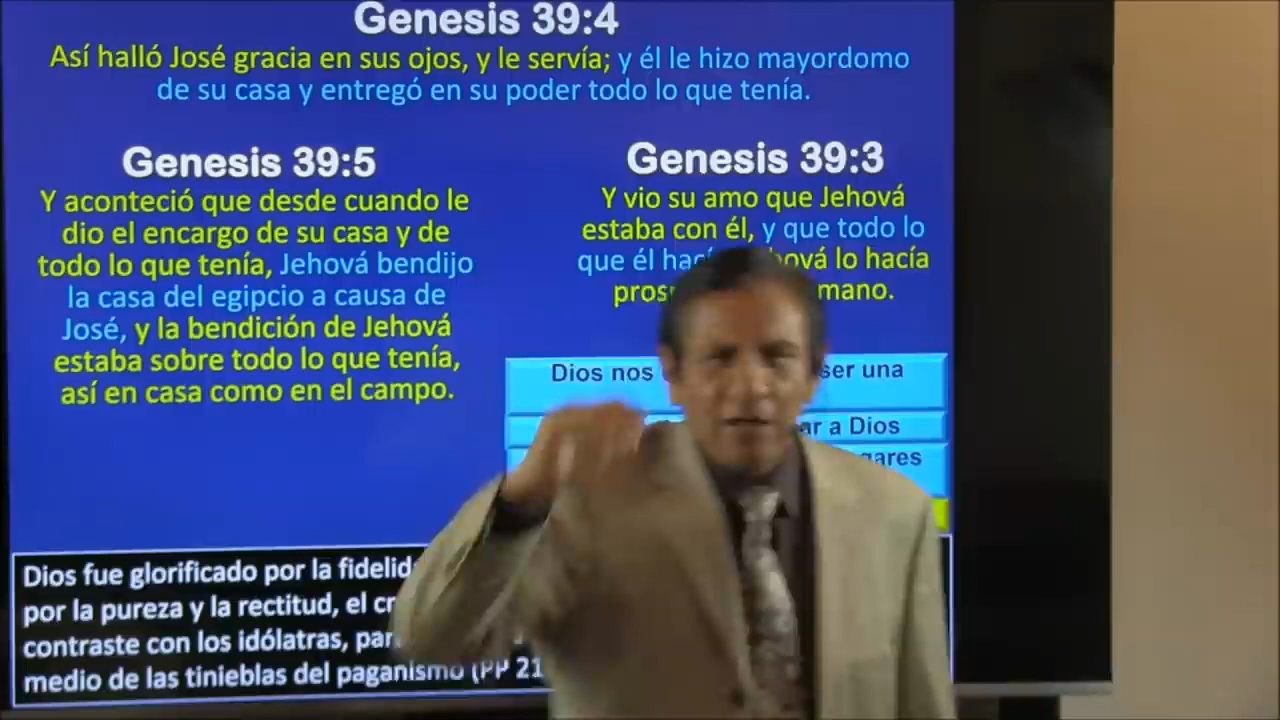 Genesis 39:4
Así halló José gracia en sus ojos, y le servía; y él le hizo mayordomo
de su casa y entregó en su poder todo lo que tenía.
Genesis 39:5
Y aconteció que desde cuando le
dio el encargo de su casa y de
todo lo que tenía, Jehová bendijo
la casa del egipcio a causa de
José, y la bendición de Jehová
estaba sobre todo lo que tenía,
así en casa como en el campo.
Genesis 39:3
Y vio su amo que Jehová
estaba con él, y que todo lo
que él lo hacía
mano.
Dios nos ser una
a Dios
Dios fue glorificado por la
por la pureza y la rectitud, el
contraste con los idólatras,
medio de las tinieblas del paganismo (PP